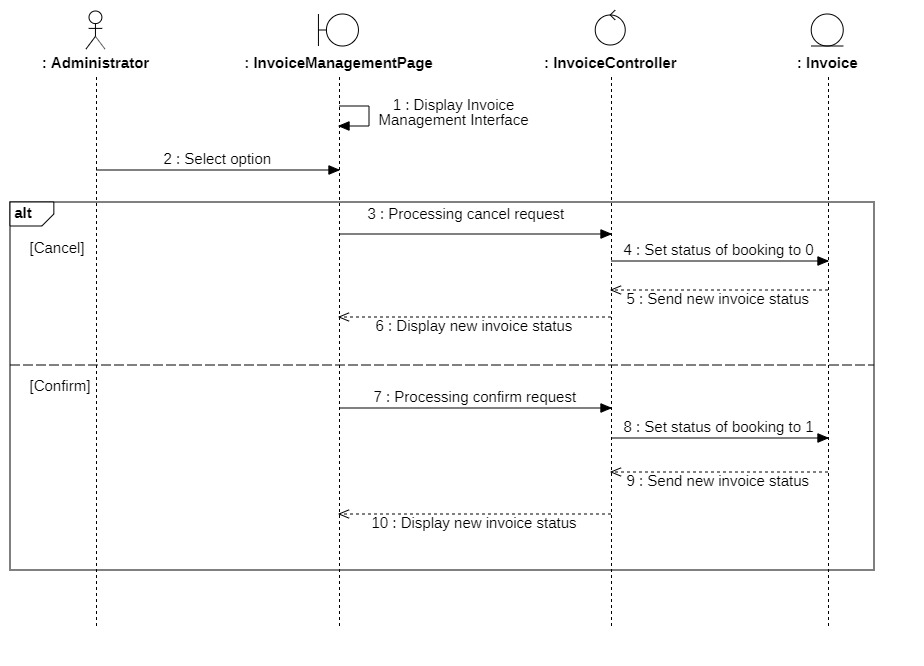 : Administrator
: InvoiceManagementPage
: InvoiceController
: Invoice
1 : Display Invoice
Management Interface
2 : Select option
alt
3 : Processing cancel request
[Cancel]
4 : Set status of booking to 0
5 : Send new invoice status
6 : Display new invoice status
[Confirm]
7 : Processing confirm request
8 : Set status of booking to 1
9 : Send new invoice status
10 : Display new invoice status